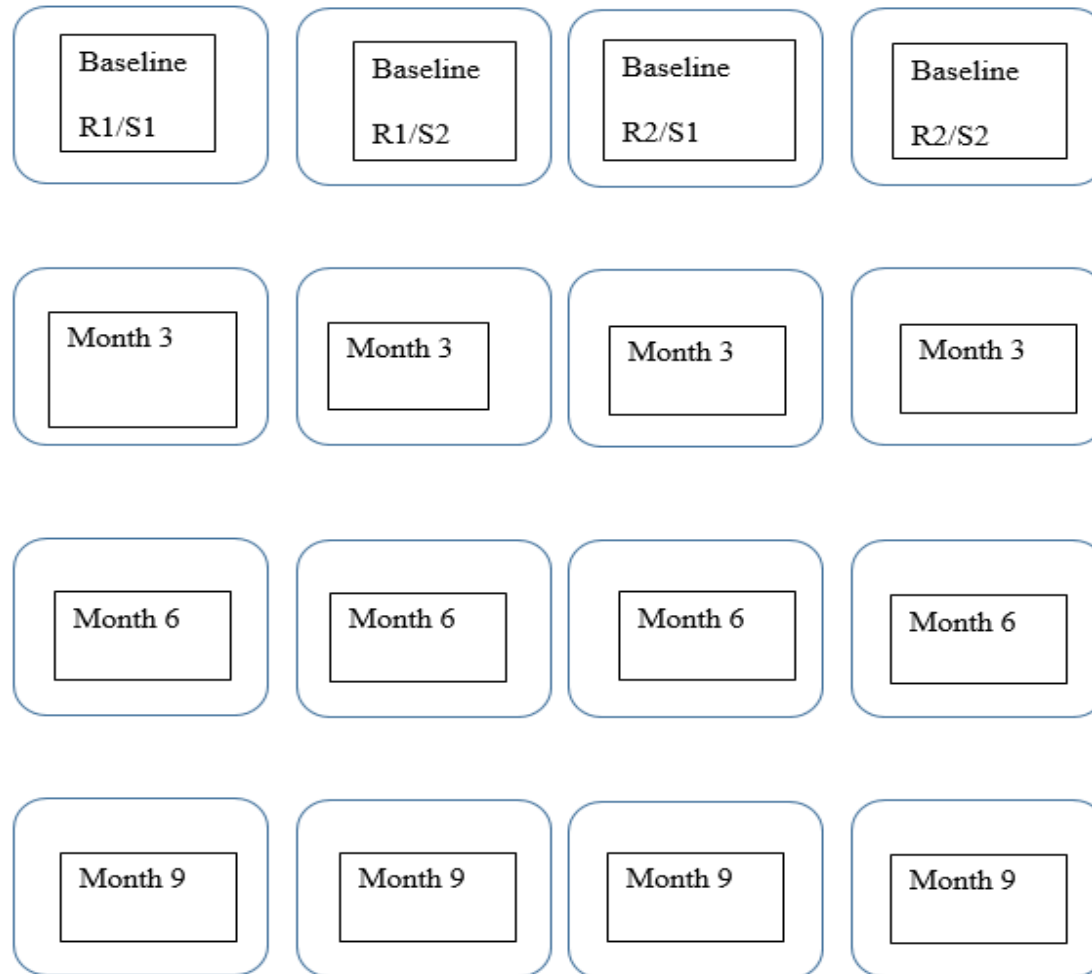 Baseline
R1/S1
Baseline
R1/S2
Baseline
R2/S1
Baseline
R2/S2
Month 3
Month 3
Month 3
Month 3
Month 6
Month 6
Month 6
Month 6
Month 9
Month 9
Month 9
Month 9